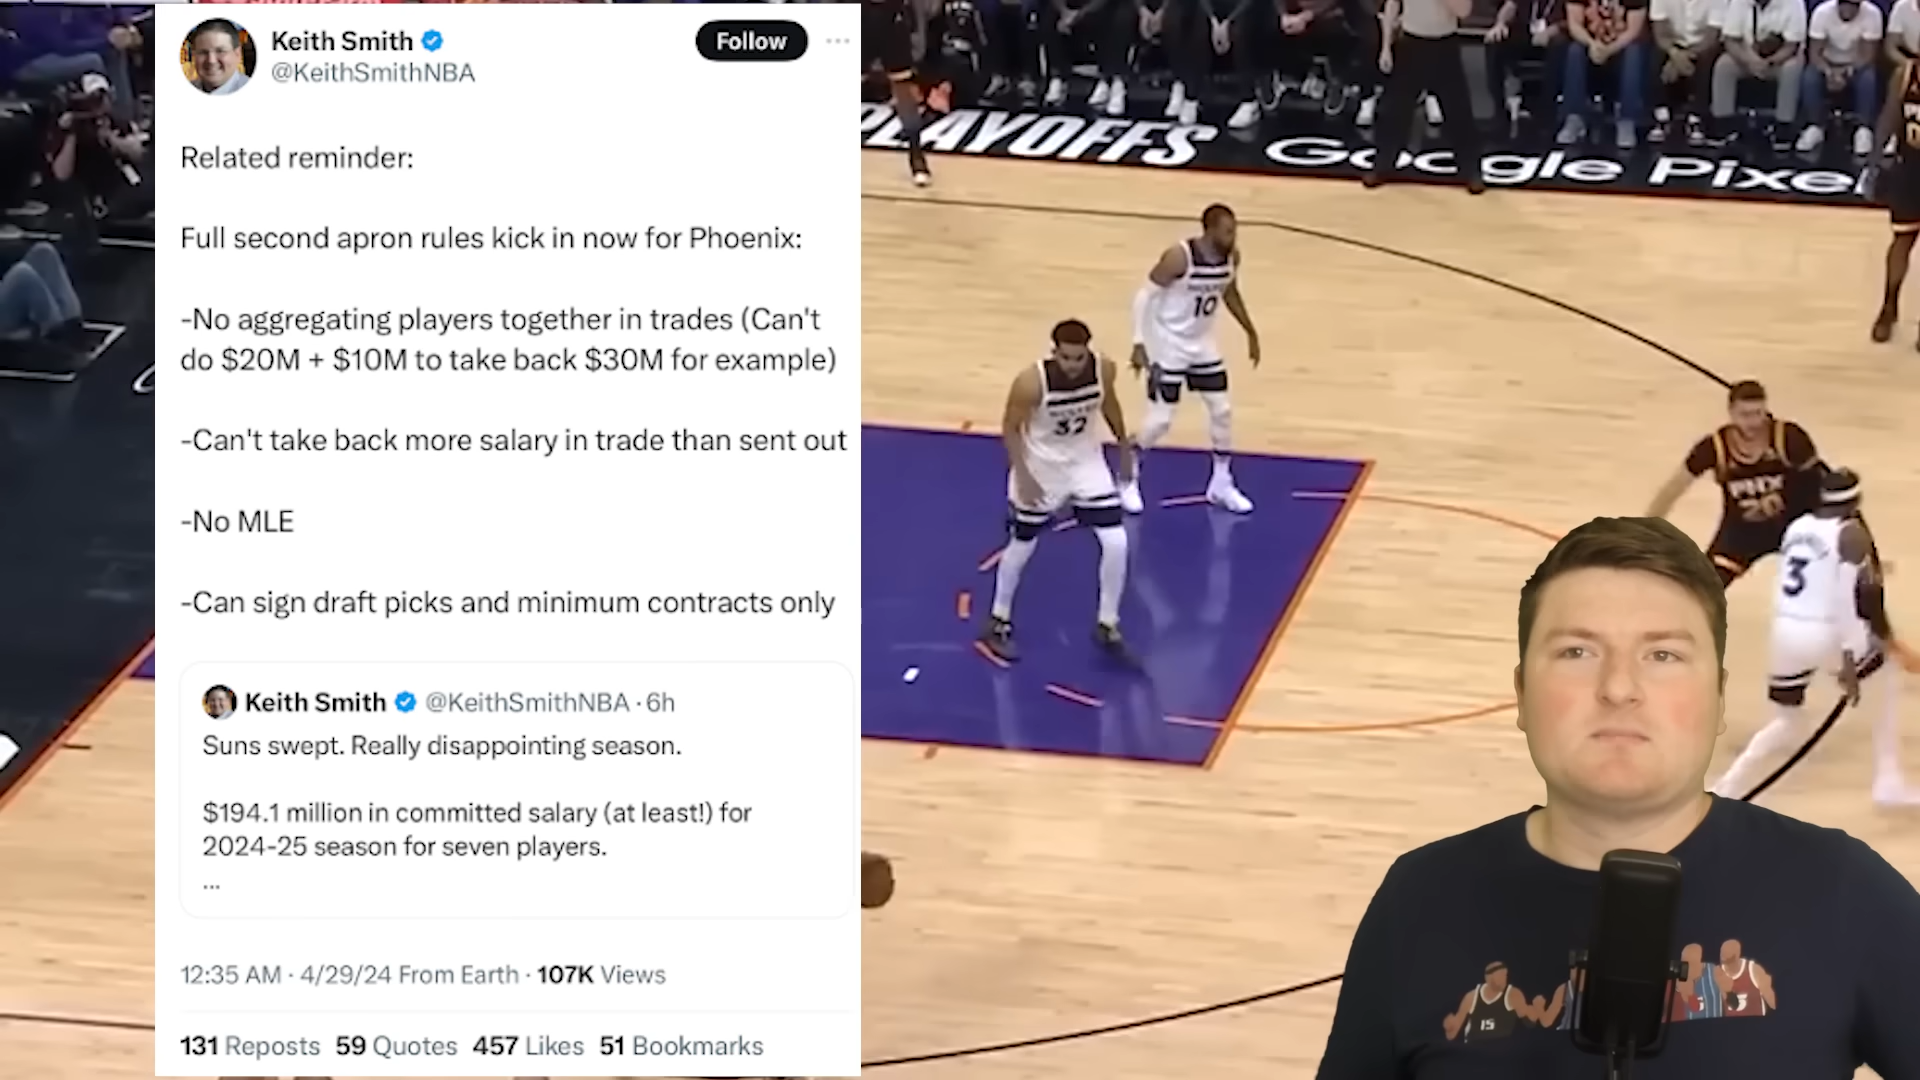 Keith Smith
@KeithSmithNBA
Follow
Related reminder:
Full second apron rules kick in now for Phoenix:
-No aggregating players together in trades (Can't
do $20M + $10M to take back $30M for example)
-Can't take back more salary in trade than sent out
-No MLE
-Can sign draft picks and minimum contracts only
Keith Smith @KeithSmithNBA · 6h
Suns swept. Really disappointing season.
$194.1 million in committed salary (at least!) for
2024-25 season for seven players.
...
12:35 AM · 4/29/24 From Earth · 107K Views
131 Reposts 59 Quotes 457 Likes 51 Bookmarks
PLAYOFFS Google Pixel
10
32
PHX
20
3
15